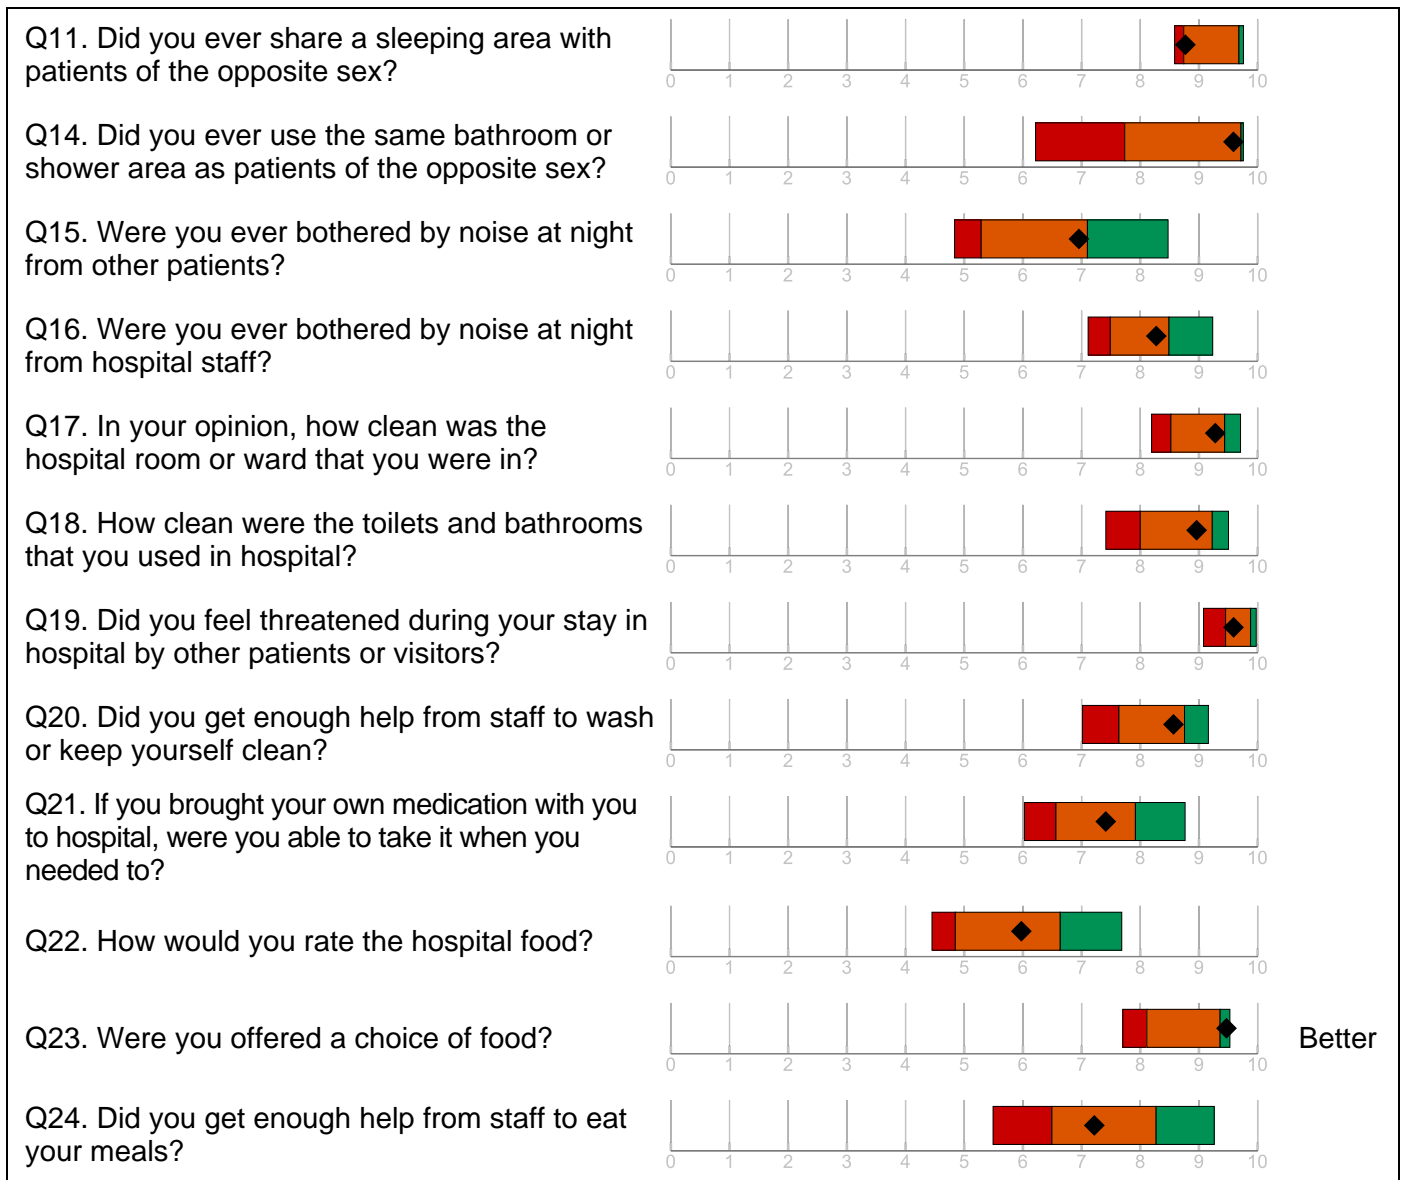 Q11. Did you ever share a sleeping area with
patients of the opposite sex?
0 1 2 3 4 5 6 7 8 9 10
Q14. Did you ever use the same bathroom or
shower area as patients of the opposite sex?
0 1 2 3 4 5 6 7 8 9 10
Q15. Were you ever bothered by noise at night
from other patients?
0 1 2 3 4 5 6 7 8 9 10
Q16. Were you ever bothered by noise at night
from hospital staff?
0 1 2 3 4 5 6 7 8 9 10
Q17. In your opinion, how clean was the
hospital room or ward that you were in?
0 1 2 3 4 5 6 7 8 9 10
Q18. How clean were the toilets and bathrooms
that you used in hospital?
0 1 2 3 4 5 6 7 8 9 10
Q19. Did you feel threatened during your stay in
hospital by other patients or visitors?
0 1 2 3 4 5 6 7 8 9 10
Q20. Did you get enough help from staff to wash
or keep yourself clean?
0 1 2 3 4 5 6 7 8 9 10
Q21. If you brought your own medication with you
to hospital, were you able to take it when you
needed to?
0 1 2 3 4 5 6 7 8 9 10
Q22. How would you rate the hospital food?
0 1 2 3 4 5 6 7 8 9 10
Q23. Were you offered a choice of food? Better
0 1 2 3 4 5 6 7 8 9 10
Q24. Did you get enough help from staff to eat
your meals?
0 1 2 3 4 5 6 7 8 9 10